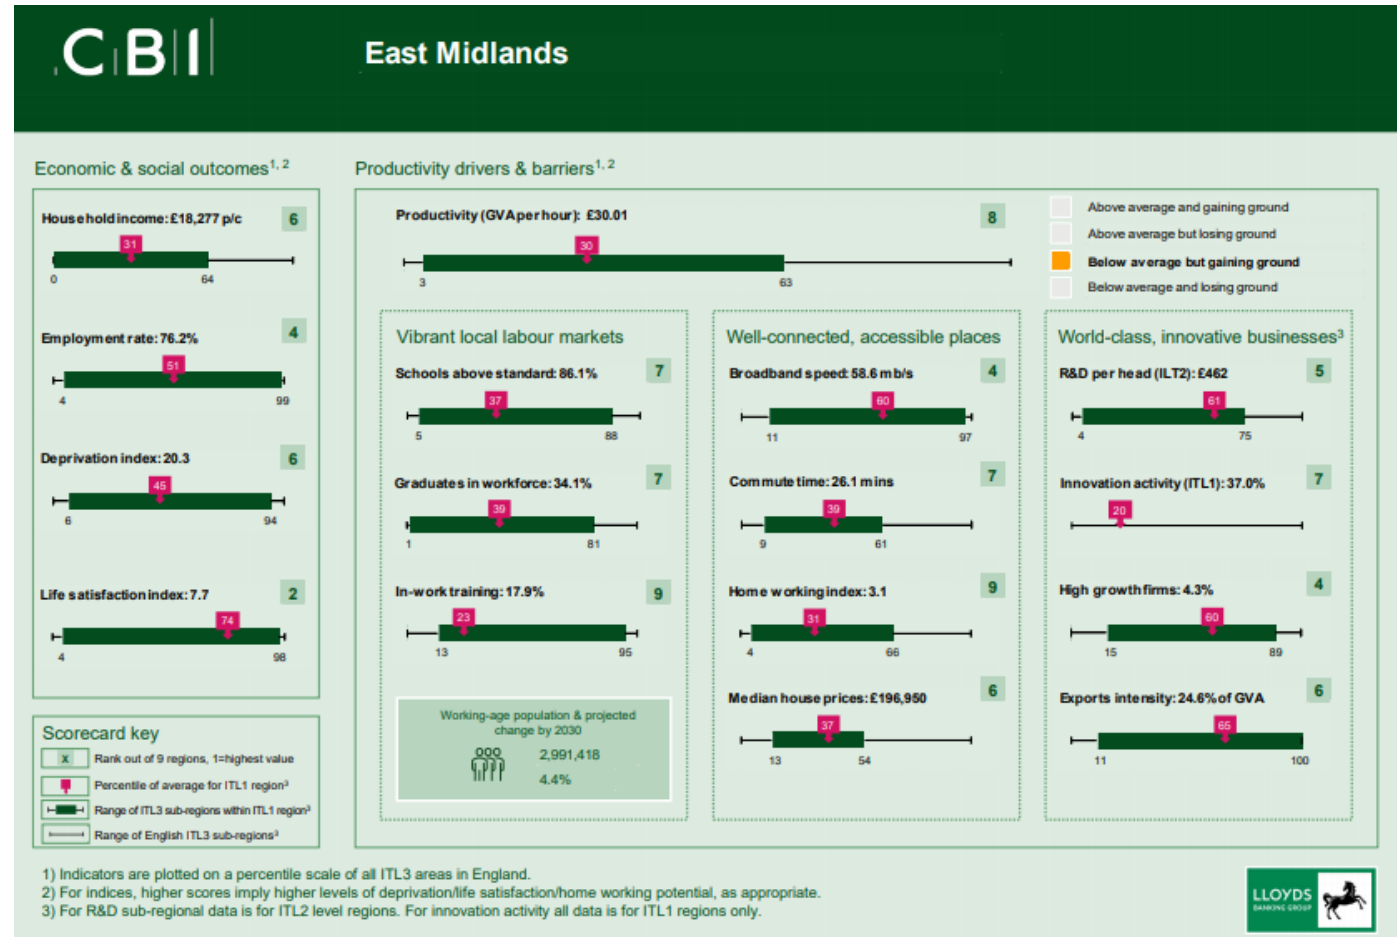 CBI
East Midlands
Economic & social outcomes1, 2
Household income: £18,277 p/c
6
31
0
64
Employment rate: 76.2%
4
51
4
99
Deprivation index: 20.3
6
45
6
94
Life satisfaction index: 7.7
2
74
4
98
Scorecard key
x
Rank out of 9 regions, 1=highest value
Percentile of average for ITL1 region3
Range of ITL3 sub-regions within ITL1 region3
Range of English ITL3 sub-regions3
Productivity drivers & barriers1, 2
Productivity (GVA per hour): £30.01
8
30
3
63
Above average and gaining ground
Above average but losing ground
Below average but gaining ground
Below average and losing ground
Vibrant local labour markets
Schools above standard: 86.1%
7
37
5
88
Graduates in workforce: 34.1%
7
39
1
81
In-work training: 17.9%
9
23
13
95
Working-age population & projected
change by 2030
2,991,418
4.4%
Well-connected, accessible places
Broadband speed: 58.6 mb/s
4
60
11
97
Commute time: 26.1 mins
7
39
9
61
Home working index: 3.1
9
31
4
66
Median house prices: £196,950
6
37
13
54
World-class, innovative businesses3
R&D per head (ILT2): £462
5
61
4
75
Innovation activity (ITL1): 37.0%
7
20
High growth firms: 4.3%
4
60
15
89
Exports intensity: 24.6% of GVA
6
65
11
100
1) Indicators are plotted on a percentile scale of all ITL3 areas in England.
2) For indices, higher scores imply higher levels of deprivation/life satisfaction/home working potential, as appropriate.
3) For R&D sub-regional data is for ITL2 level regions. For innovation activity all data is for ITL1 regions only.
LLOYDS
BANKING GROUP